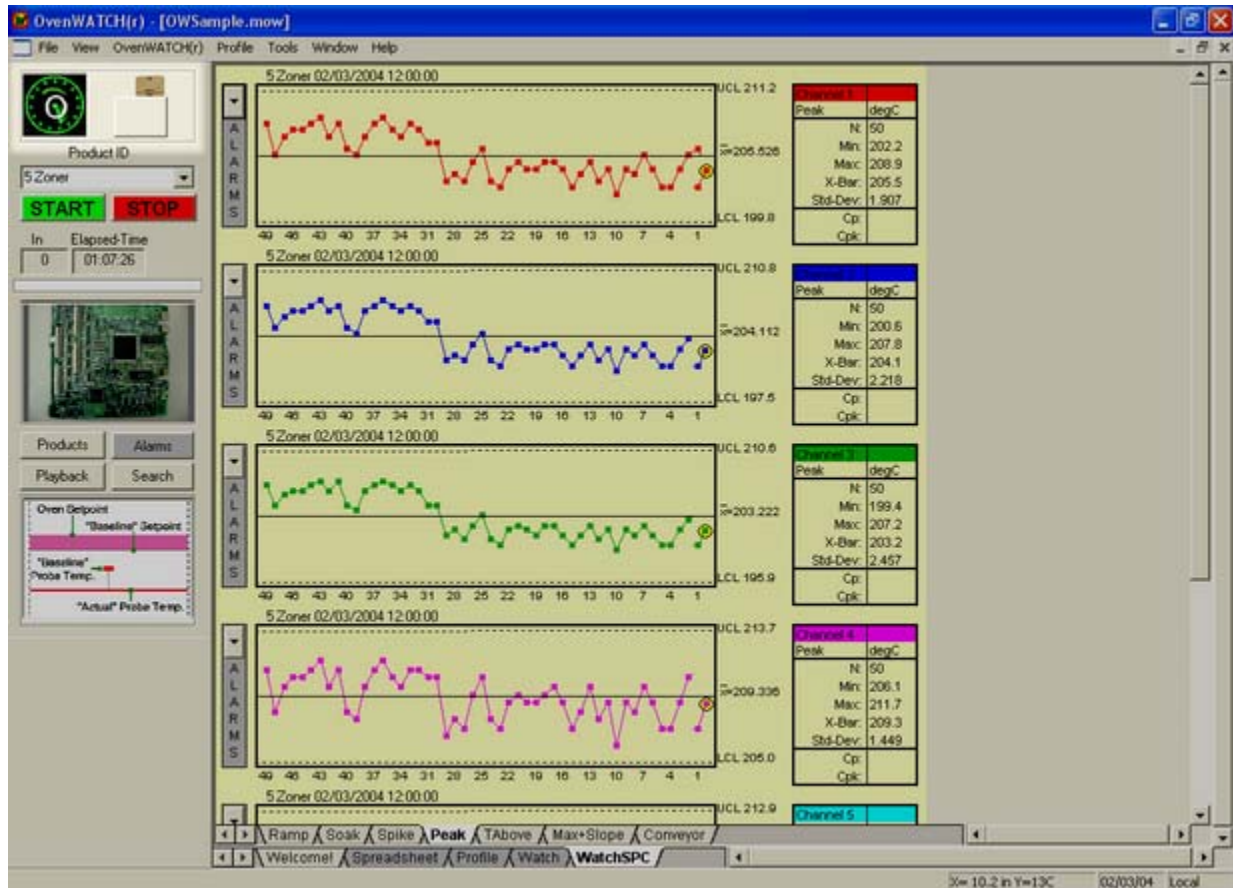 OvenWATCH(r) - [OWSample.mow]
File View OvenWATCH(r) Profile Tools Window Help
Product ID
5 Zoner
START STOP
In Elapsed-Time
0 01:07:26
Products Alarms
Playback Search
Oven Setpoint
"Baseline" Setpoint
"Baseline"
Probe Temp.
"Actual" Probe Temp.
5 Zoner 02/03/2004 12:00:00
ALARMS
UCL 211.2
x=205.526
LCL 199.8
49 46 43 40 37 34 31 28 25 22 19 16 13 10 7 4 1
Channel 1
Peak degC
N: 50
Min: 202.2
Max: 208.9
X-Bar: 205.5
Std-Dev: 1.907
Cp:
Cpk:
5 Zoner 02/03/2004 12:00:00
ALARMS
UCL 210.8
x=204.112
LCL 197.5
49 46 43 40 37 34 31 28 25 22 19 16 13 10 7 4 1
Channel 2
Peak degC
N: 50
Min: 200.6
Max: 207.8
X-Bar: 204.1
Std-Dev: 2.218
Cp:
Cpk:
5 Zoner 02/03/2004 12:00:00
ALARMS
UCL 210.6
x=203.222
LCL 195.9
49 46 43 40 37 34 31 28 25 22 19 16 13 10 7 4 1
Channel 3
Peak degC
N: 50
Min: 199.4
Max: 207.2
X-Bar: 203.2
Std-Dev: 2.457
Cp:
Cpk:
5 Zoner 02/03/2004 12:00:00
ALARMS
UCL 213.7
x=209.336
LCL 205.0
49 46 43 40 37 34 31 28 25 22 19 16 13 10 7 4 1
Channel 4
Peak degC
N: 50
Min: 206.1
Max: 211.7
X-Bar: 209.3
Std-Dev: 1.449
Cp:
Cpk:
5 Zoner 02/03/2004 12:00:00
UCL 212.9
Channel 5
Ramp Soak Spike Peak TAbove Max+Slope Conveyor
Welcome! Spreadsheet Profile Watch WatchSPC
X= 10.2 in Y=13C 02/03/04 Local